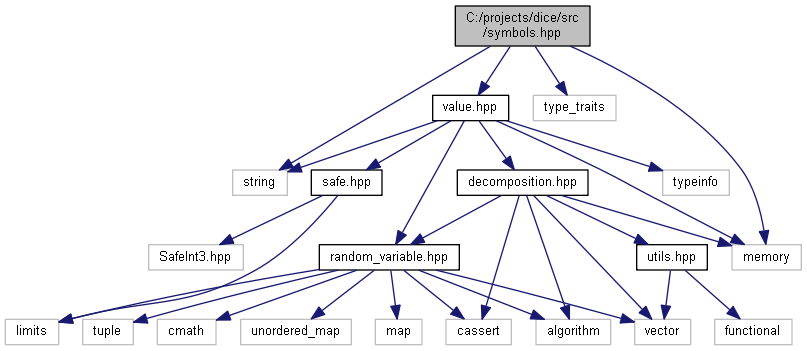 C:/projects/dice/src
/symbols.hpp
value.hpp
type_traits
string
safe.hpp
decomposition.hpp
typeinfo
SafeInt3.hpp
random_variable.hpp
utils.hpp
memory
limits
tuple
cmath
unordered_map
map
cassert
algorithm
vector
functional